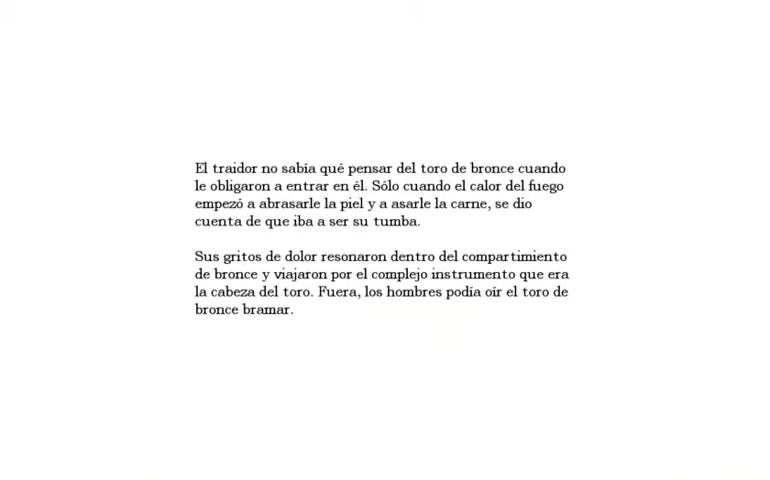 El traidor no sabía qué pensar del toro de bronce cuando
le obligaron a entrar en él. Sólo cuando el calor del fuego
empezó a abrasarle la piel y a asarle la carne, se dio
cuenta de que iba a ser su tumba.
Sus gritos de dolor resonaron dentro del compartimiento
de bronce y viajaron por el complejo instrumento que era
la cabeza del toro. Fuera, los hombres podía oír el toro de
bronce bramar.